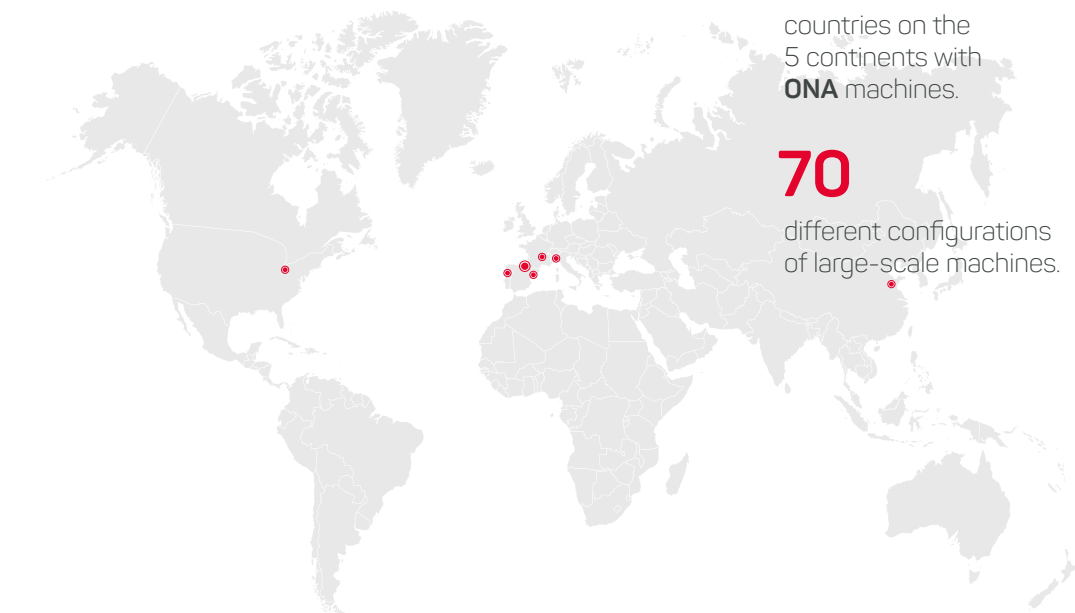 countries on the
5 continents with
ONA machines.
70
different configurations
of large-scale machines.